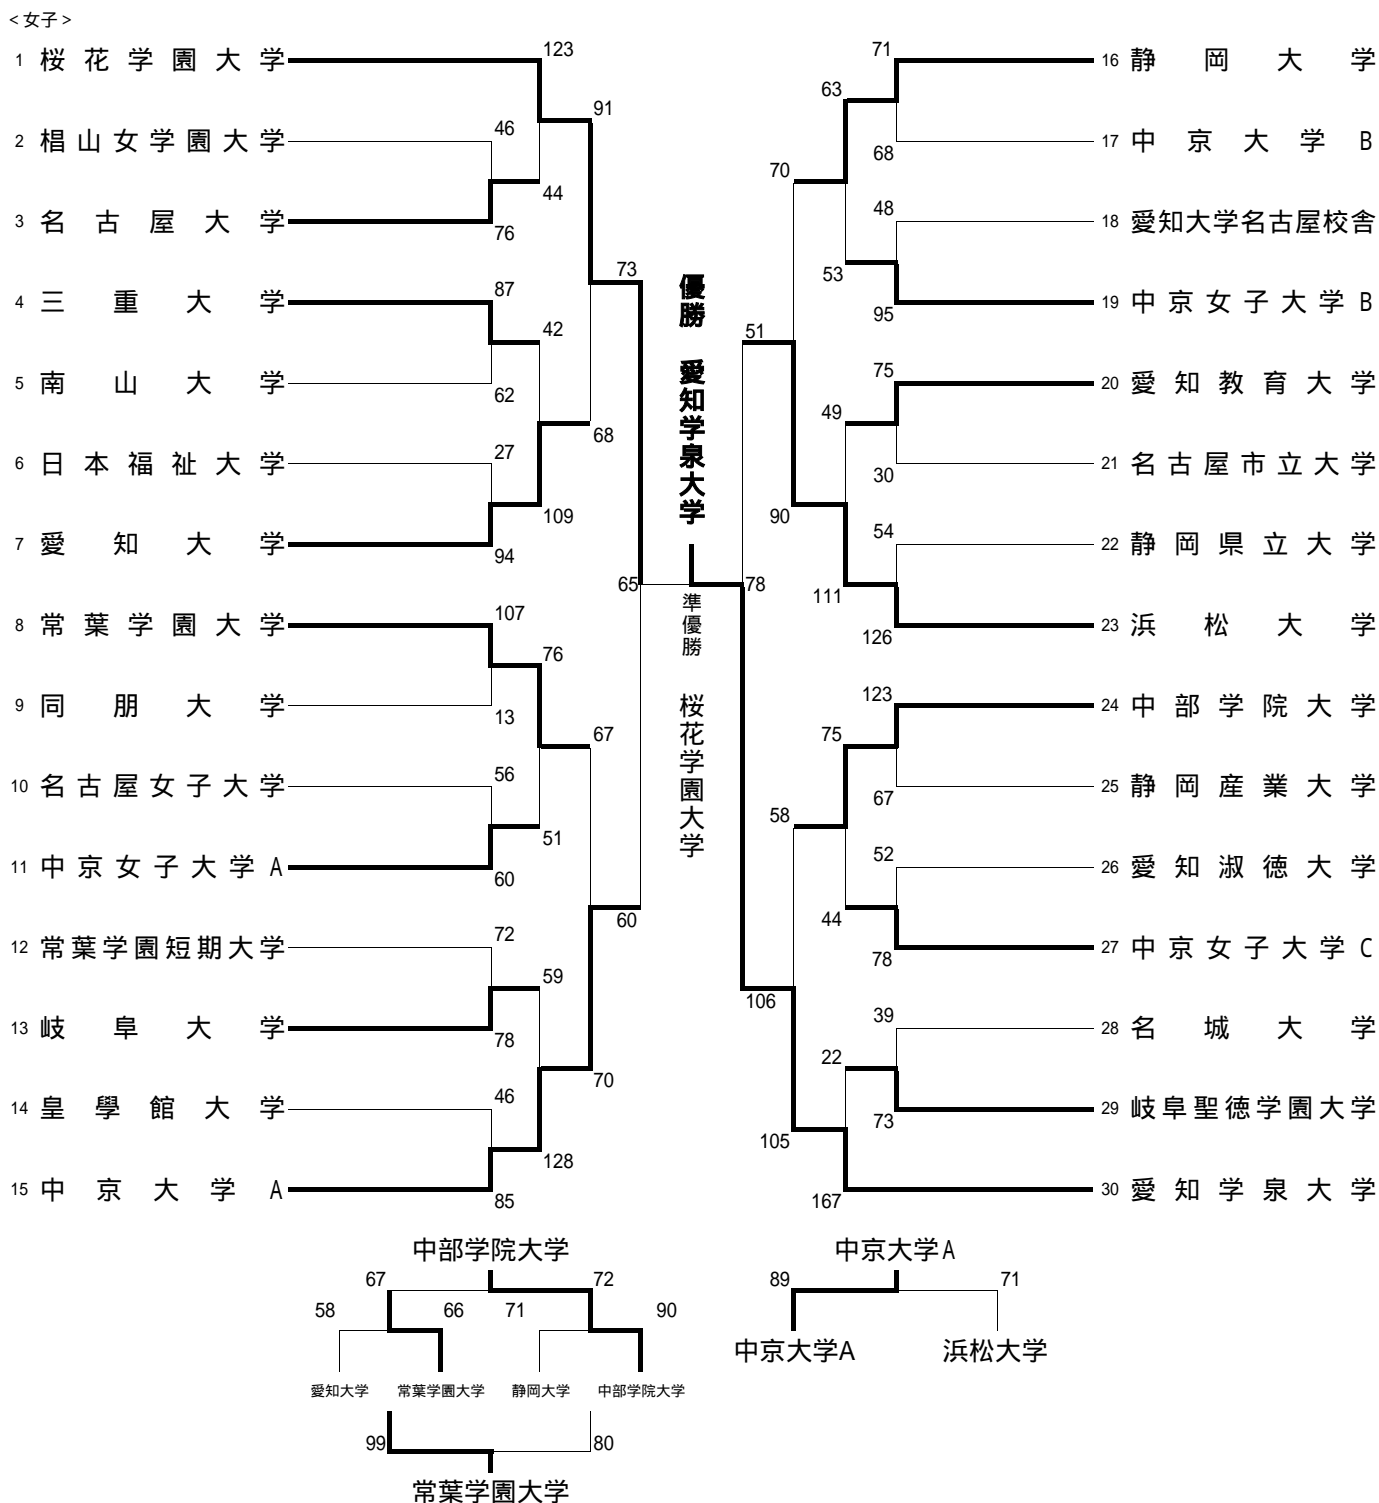 <女子>
1 桜花学園大学
2 椙山女学園大学
3 名古屋大学
4 三重大学
5 南山大学
6 日本福祉大学
7 愛知大学
8 常葉学園大学
9 同朋大学
10 名古屋女子大学
11 中京女子大学A
12 常葉学園短期大学
13 岐阜大学
14 皇學館大学
15 中京大学A
123
46
44
76
91
87
42
62
27
109
94
68
73
107
76
13
56
51
60
67
72
59
78
46
128
85
70
60
65
優勝 愛知学泉大学
準優勝 桜花学園大学
78
51
106
70
90
58
105
63
53
49
111
75
44
22
167
71
68
48
95
75
30
54
126
123
67
52
78
39
73
16 静岡大学
17 中京大学B
18 愛知大学名古屋校舎
19 中京女子大学B
20 愛知教育大学
21 名古屋市立大学
22 静岡県立大学
23 浜松大学
24 中部学院大学
25 静岡産業大学
26 愛知淑徳大学
27 中京女子大学C
28 名城大学
29 岐阜聖徳学園大学
30 愛知学泉大学
中部学院大学
67 72
58 66 71 90
愛知大学 常葉学園大学 静岡大学 中部学院大学
99 80
常葉学園大学
中京大学A
89 71
中京大学A 浜松大学